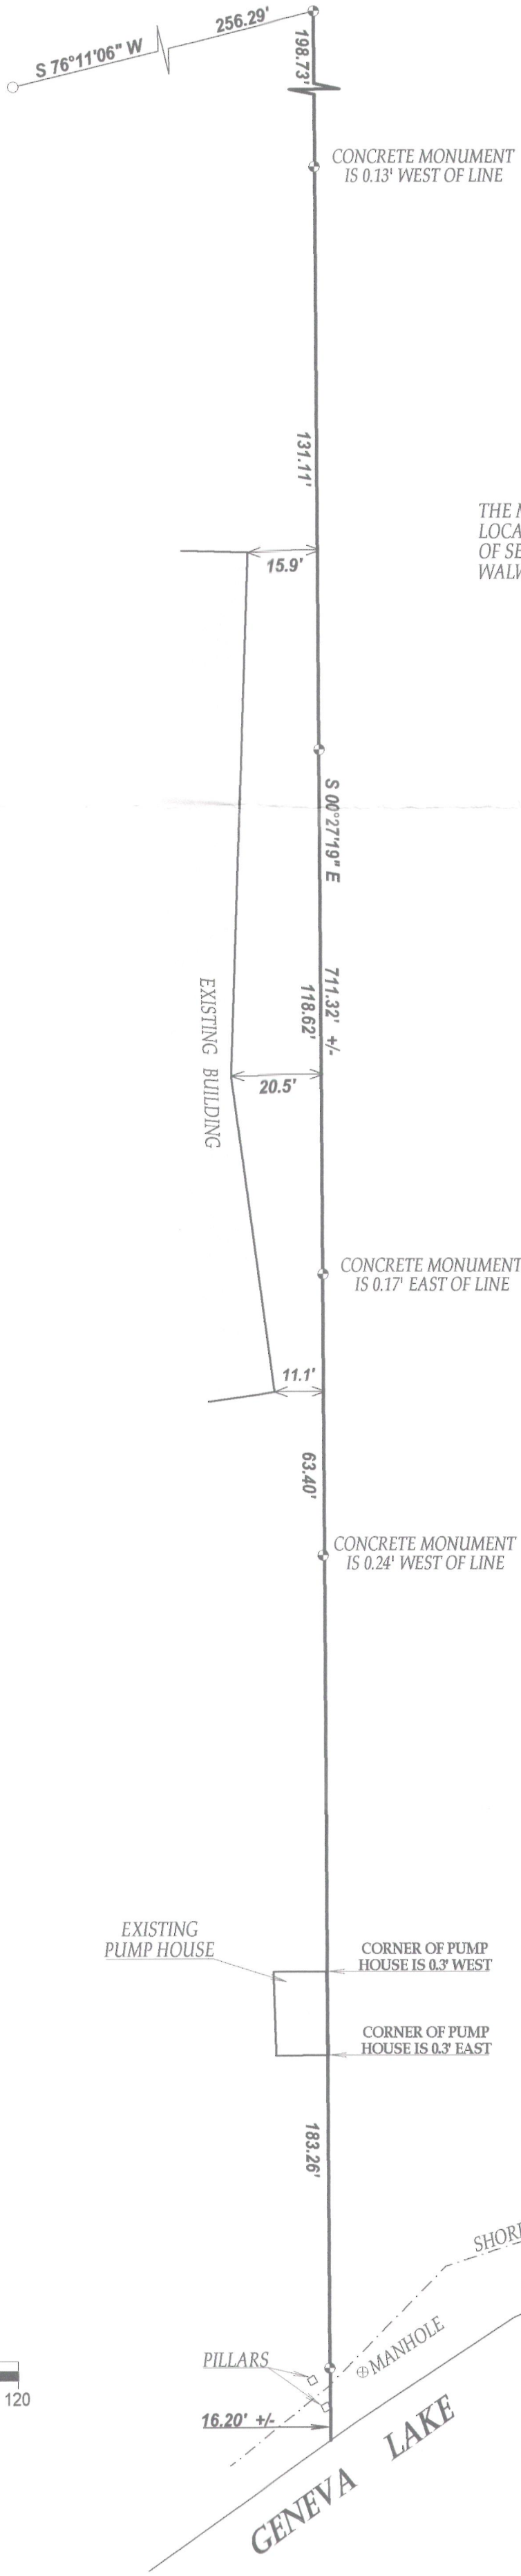 256.29'
S 76°11'06" W
198.73'
CONCRETE MONUMENT
IS 0.13' WEST OF LINE
131.11'
15.9'
OF
S 00°27'19" E
711.32' +/-
118.62'
EXISTING BUILDING
20.5'
CONCRETE MONUMENT
IS 0.17' EAST OF LINE
11.1'
63.40'
CONCRETE MONUMENT
IS 0.24' WEST OF LINE
EXISTING
PUMP HOUSE
CORNER OF PUMP
HOUSE IS 0.3' WEST
CORNER OF PUMP
HOUSE IS 0.3' EAST
183.26'
PILLARS
MANHOLE
120
16.20' +/-
GENEVA LAKE